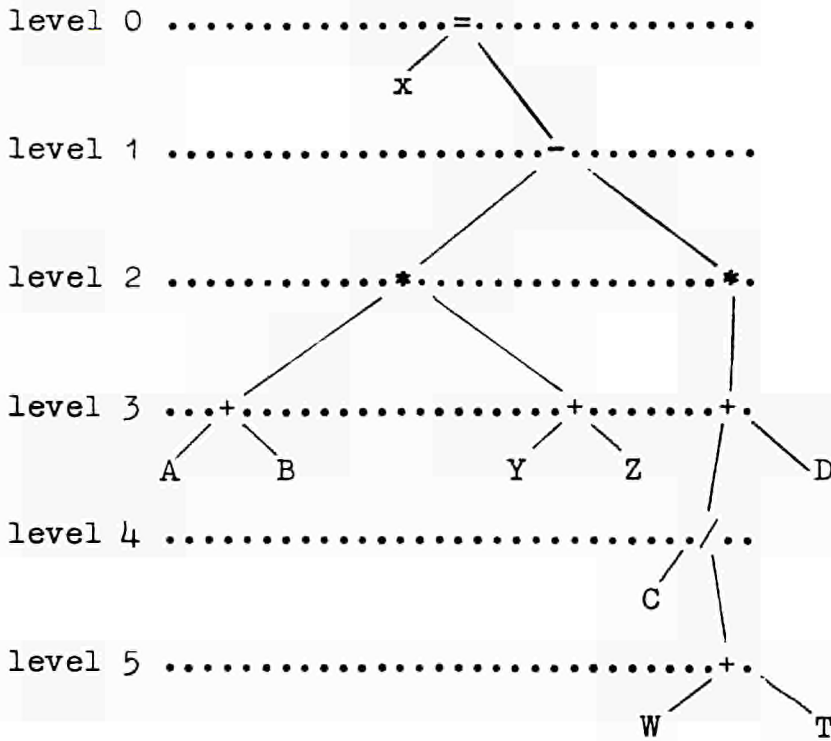 level 0 =
x
level 1 -
level 2 * *
level 3 + + +
A B Y Z D
level 4 /
C
level 5 +
W T